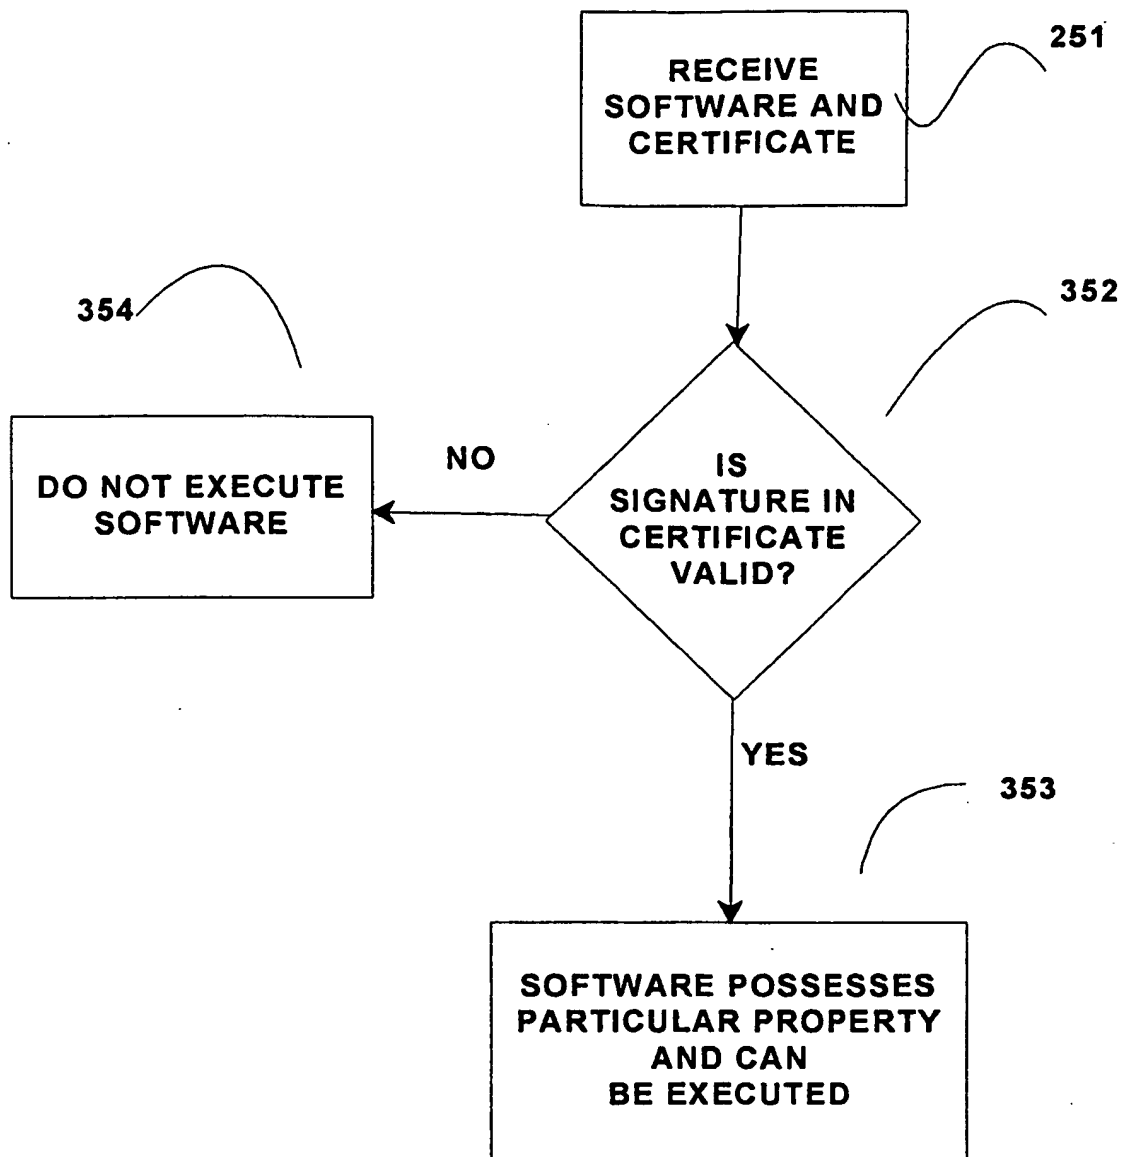 251
RECEIVE
SOFTWARE AND
CERTIFICATE
352
354
NO
IS
SIGNATURE IN
CERTIFICATE
VALID?
DO NOT EXECUTE
SOFTWARE
YES
353
SOFTWARE POSSESSES
PARTICULAR PROPERTY
AND CAN
BE EXECUTED